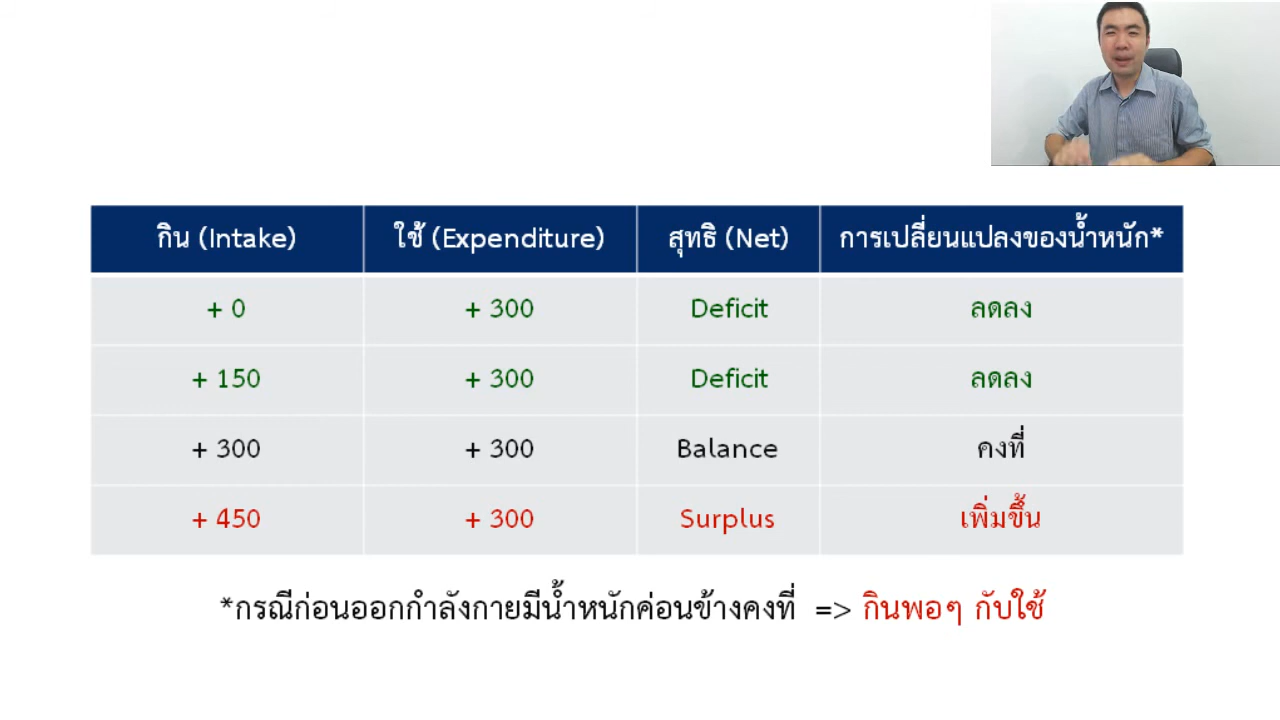 กิน (Intake) ใช้ (Expenditure) สุทธิ (Net) การเปลี่ยนแปลงของน้ำหนัก*
+ 0 + 300 Deficit ลดลง
+ 150 + 300 Deficit ลดลง
+ 300 + 300 Balance คงที่
+ 450 + 300 Surplus เพิ่มขึ้น
*กรณีก่อนออกกำลังกายมีน้ำหนักค่อนข้างคงที่ => กินพอๆ กับใช้